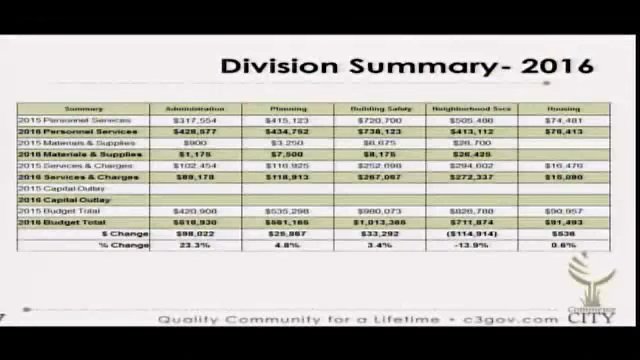 Division Summary- 2016
Summary Administration Planning Building Safety Neighborhood Svcs Housing
2015 Personnel Services $317,554 $415,123 $720,700 $505,486 $74,481
2016 Personnel Services $428,577 $434,752 $738,123 $413,112 $76,413
2015 Materials & Supplies $900 $3,250 $6,675 $26,700
2016 Materials & Supplies $1,175 $7,500 $8,175 $26,425
2015 Services & Charges $102,454 $116,925 $252,698 $294,602 $16,476
2016 Services & Charges $89,178 $118,913 $267,067 $272,337 $15,080
2015 Capital Outlay
2016 Capital Outlay
2015 Budget Total $420,908 $535,298 $980,073 $826,788 $90,957
2016 Budget Total $518,930 $561,165 $1,013,365 $711,874 $91,493
$ Change $98,022 $25,867 $33,292 ($114,914) $536
% Change 23.3% 4.8% 3.4% -13.9% 0.6%
Commerce
CITY
Quality Community for a Lifetime • c3gov.com